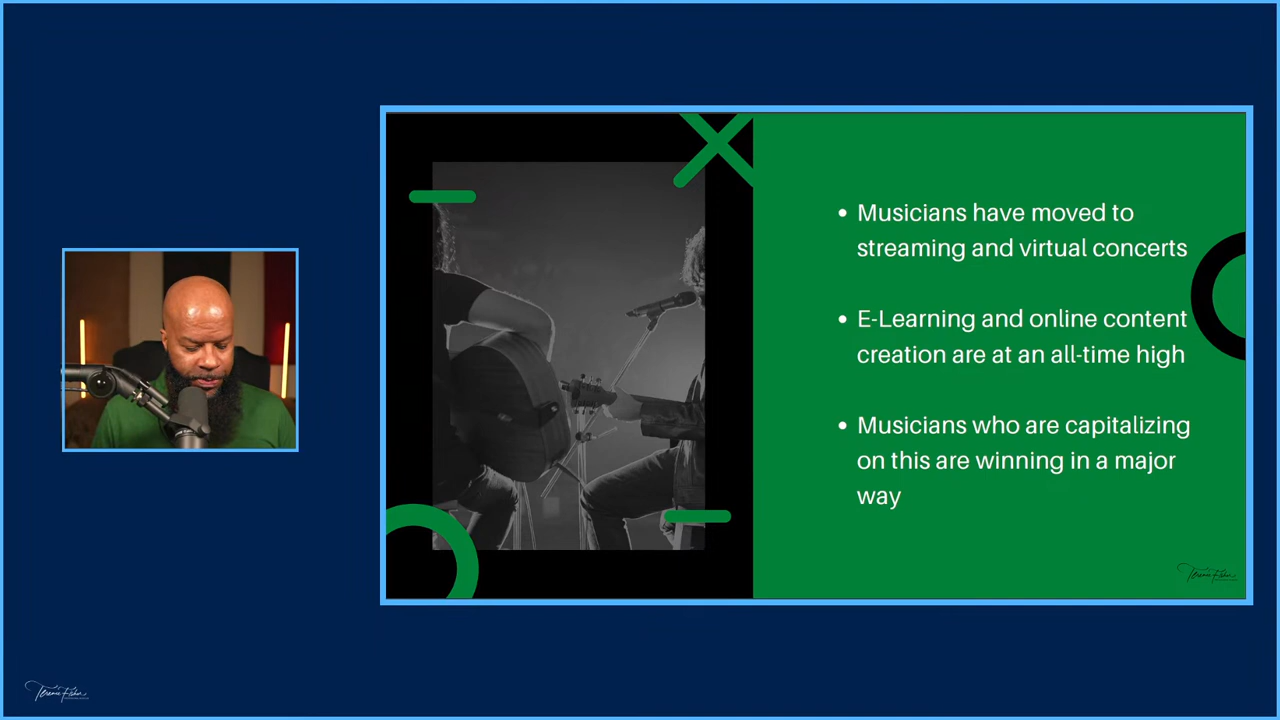 Musicians have moved to
streaming and virtual concerts
E-Learning and online content
creation are at an all-time high
Musicians who are capitalizing
on this are winning in a major
way